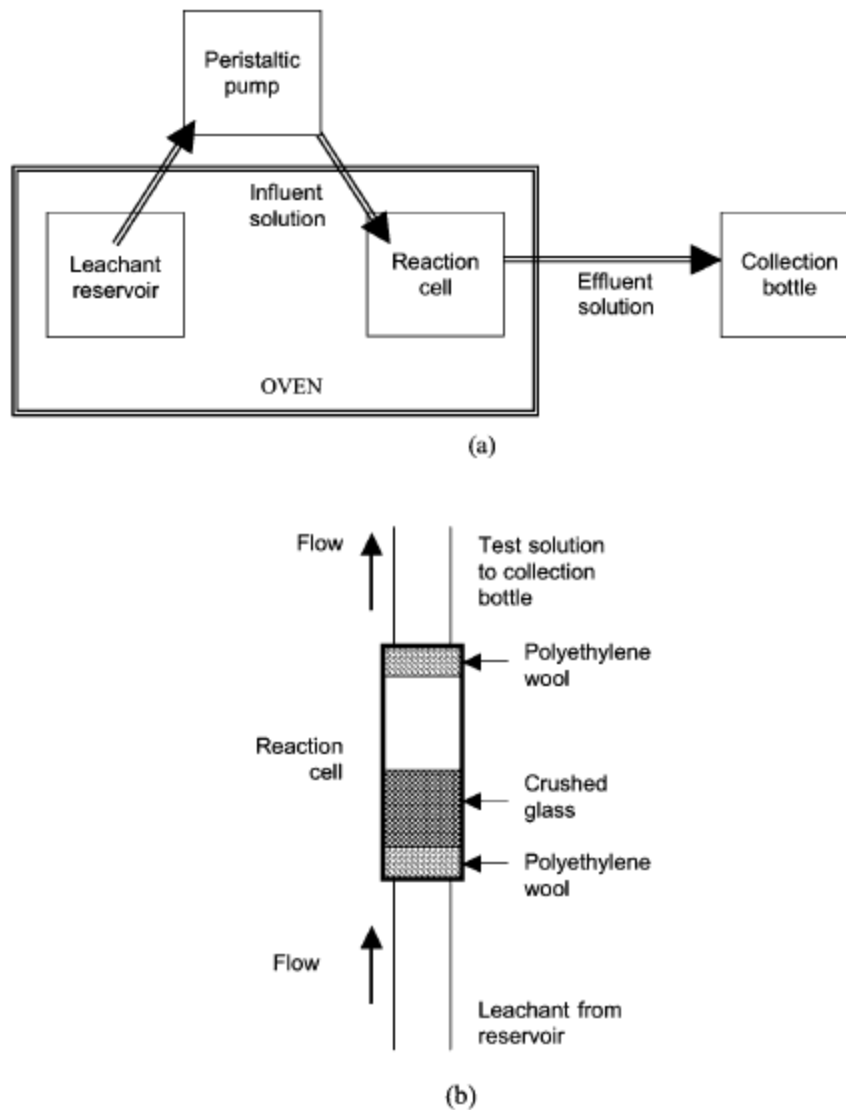 Peristaltic
pump
Influent
solution
Leachant
reservoir
Reaction
cell
Effluent
solution
Collection
bottle
OVEN
(a)
Flow
Test solution
to collection
bottle
Polyethylene
wool
Reaction
cell
Crushed
glass
Polyethylene
wool
Flow
Leachant from
reservoir
(b)